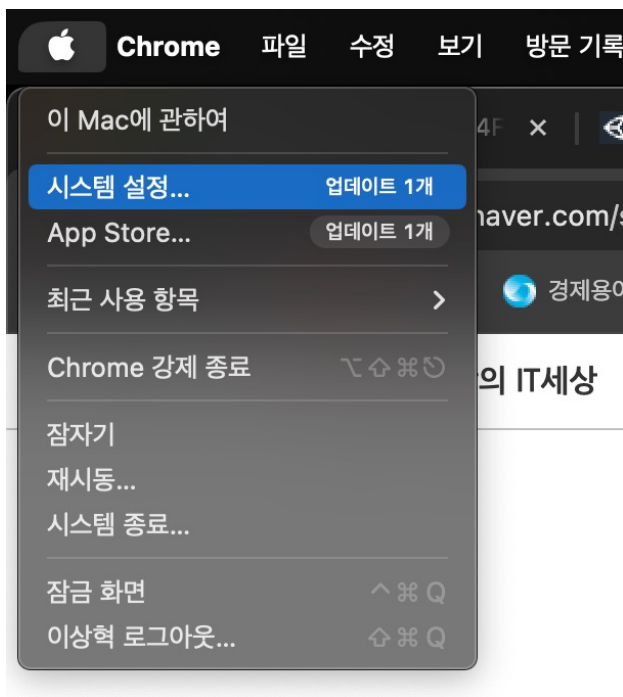 Chrome 파일 수정 보기 방문 기록
이 Mac에 관하여
4F
시스템 설정... 업데이트 1개
App Store... 업데이트 1개
naver.com/s
최근 사용 항목
경제용어
Chrome 강제 종료 ⌥⇧⌘⎋
의 IT세상
잠자기
재시동...
시스템 종료...
잠금 화면 ^⌘Q
이상혁 로그아웃... ⇧⌘Q